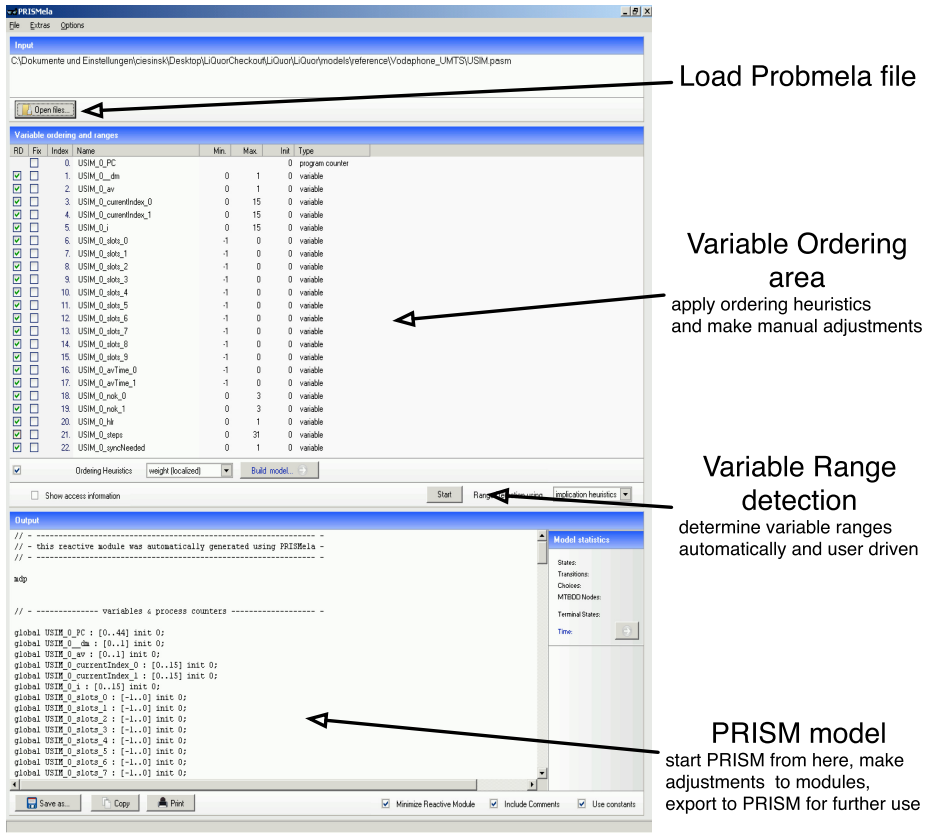 PRISMela
File Extras Options
Input
C:\Dokumente und Einstellungen\ciesinsk\Desktop\LiQuorCheckout\LiQuor\LiQuor\models\reference\Vodaphone_UMTS\USIM.pasm
Open files...
Load Probmela file
Variable ordering and ranges
RD Fix Index Name Min. Max. Init Type
0. USIM_0_PC 0 program counter
1. USIM_0__dm 0 1 0 variable
2. USIM_0_av 0 1 0 variable
3. USIM_0_currentIndex_0 0 15 0 variable
4. USIM_0_currentIndex_1 0 15 0 variable
5. USIM_0_i 0 15 0 variable
6. USIM_0_slots_0 -1 0 0 variable
7. USIM_0_slots_1 -1 0 0 variable
8. USIM_0_slots_2 -1 0 0 variable
9. USIM_0_slots_3 -1 0 0 variable
10. USIM_0_slots_4 -1 0 0 variable
11. USIM_0_slots_5 -1 0 0 variable
12. USIM_0_slots_6 -1 0 0 variable
13. USIM_0_slots_7 -1 0 0 variable
14. USIM_0_slots_8 -1 0 0 variable
15. USIM_0_slots_9 -1 0 0 variable
16. USIM_0_avTime_0 -1 0 0 variable
17. USIM_0_avTime_1 -1 0 0 variable
18. USIM_0_nok_0 0 3 0 variable
19. USIM_0_nok_1 0 3 0 variable
20. USIM_0_hlr 0 1 0 variable
21. USIM_0_steps 0 31 0 variable
22. USIM_0_syncNeeded 0 1 0 variable
Variable Ordering
area
apply ordering heuristics
and make manual adjustments
Ordering Heuristics weight (localized) Build model...
Show access information Start using implication heuristics
Variable Range
detection
determine variable ranges
automatically and user driven
Output
// - ---------------------------------------------------- -
// - this reactive module was automatically generated using PRISMela -
// - ---------------------------------------------------- -
mdp
// - -------------- variables & process counters ------------------ -
global USIM_0_PC : [0..44] init 0;
global USIM_0__dm : [0..1] init 0;
global USIM_0_av : [0..1] init 0;
global USIM_0_currentIndex_0 : [0..15] init 0;
global USIM_0_currentIndex_1 : [0..15] init 0;
global USIM_0_i : [0..15] init 0;
global USIM_0_slots_0 : [-1..0] init 0;
global USIM_0_slots_1 : [-1..0] init 0;
global USIM_0_slots_2 : [-1..0] init 0;
global USIM_0_slots_3 : [-1..0] init 0;
global USIM_0_slots_4 : [-1..0] init 0;
global USIM_0_slots_5 : [-1..0] init 0;
global USIM_0_slots_6 : [-1..0] init 0;
global USIM_0_slots_7 : [-1..0] init 0;
Model statistics
States:
Transitions:
Choices:
MTBDD Nodes:
Terminal States:
Time:
PRISM model
start PRISM from here, make
adjustments to modules,
export to PRISM for further use
Save as... Copy Print Minimize Reactive Module Include Comments Use constants